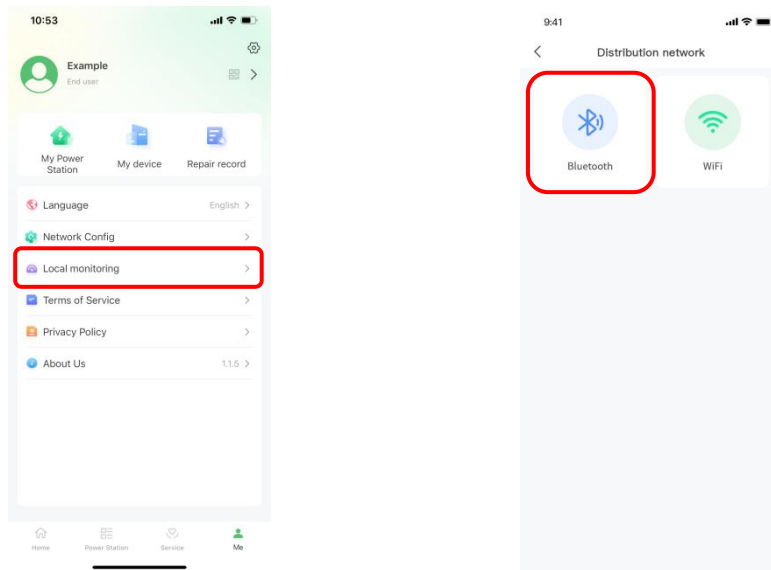 10:53
Example
End user
My Power
Station
My device
Repair record
Language
English
Network Config
Local monitoring
Terms of Service
Privacy Policy
About Us
1.1.5
Home
Power Station
Service
Me
9:41
Distribution network
Bluetooth
WiFi